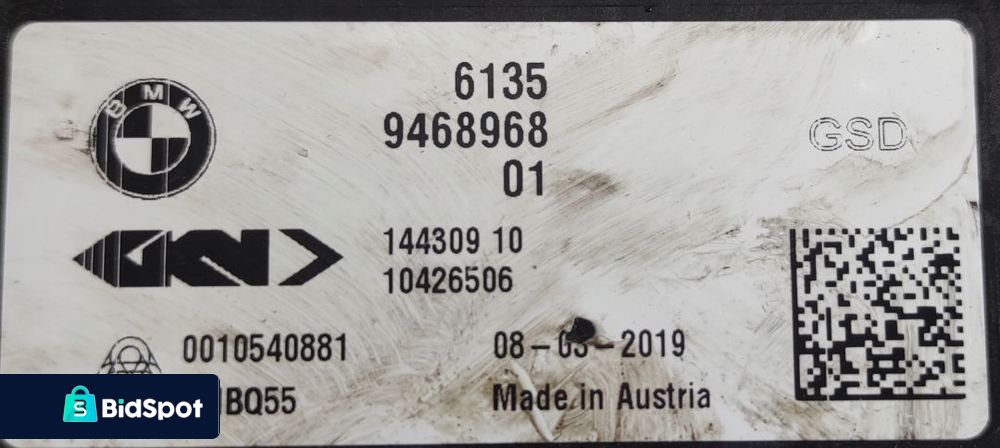 BMW
6135
9468968
01
GSD
GKN
144309 10
10426506
0010540881
08-03-2019
BQ55
Made in Austria
BidSpot